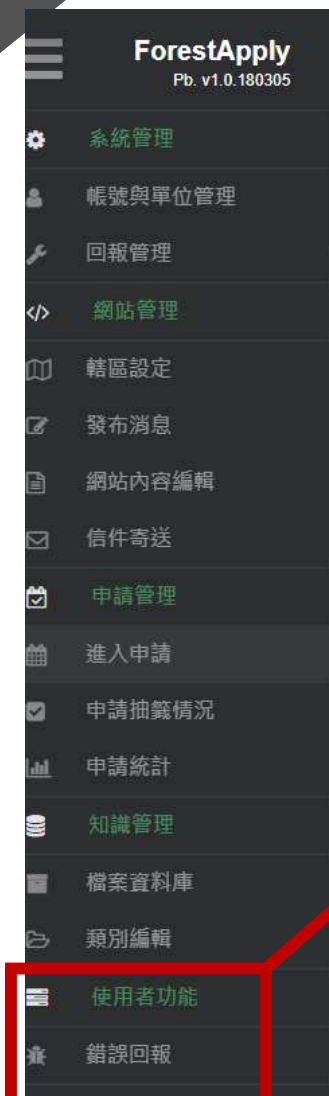 ForestApply
Pb. v1.0.180305
系統管理
帳號與單位管理
回報管理
網站管理
轄區設定
發布消息
網站內容編輯
信件寄送
申請管理
進入申請
申請抽籤情況
申請統計
知識管理
檔案資料庫
類別編輯
使用者功能
錯誤回報